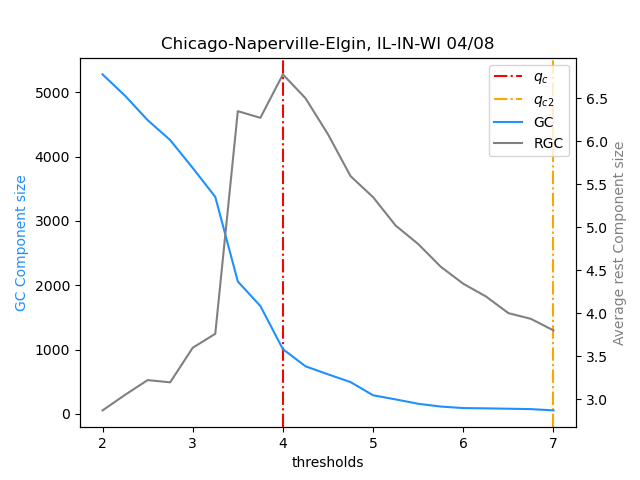 Chicago-Naperville-Elgin, IL-IN-WI 04/08
GC Component size
5000
4000
3000
2000
1000
0
q_c
q_c2
GC
RGC
6.5
6.0
5.5
5.0
4.5
4.0
3.5
3.0
Average rest Component size
2 3 4 5 6 7
thresholds